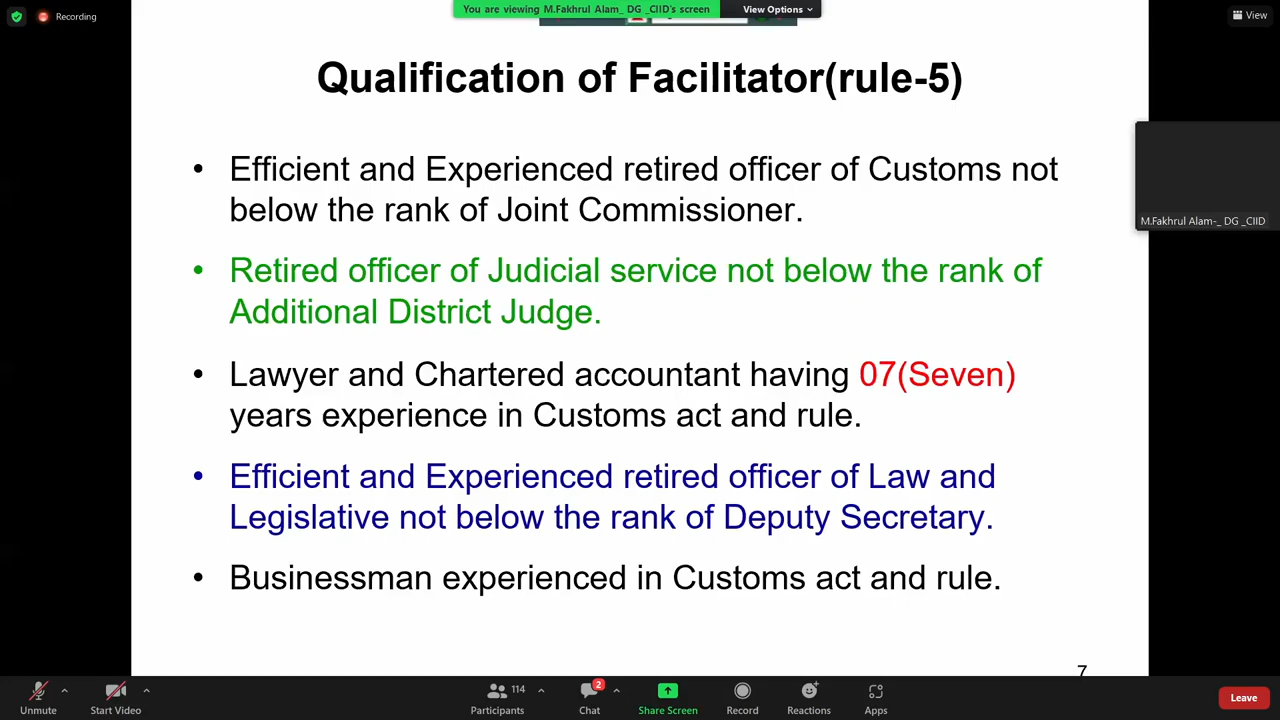 Recording
You are viewing M.Fakhrul Alam_ DG _CIID's screen
View Options
View
Qualification of Facilitator(rule-5)
• Efficient and Experienced retired officer of Customs not
below the rank of Joint Commissioner.
• Retired officer of Judicial service not below the rank of
Additional District Judge.
• Lawyer and Chartered accountant having 07(Seven)
years experience in Customs act and rule.
• Efficient and Experienced retired officer of Law and
Legislative not below the rank of Deputy Secretary.
• Businessman experienced in Customs act and rule.
7
M.Fakhrul Alam-_ DG _CIID
Unmute
Start Video
114
Participants
2
Chat
Share Screen
Record
Reactions
Apps
Leave